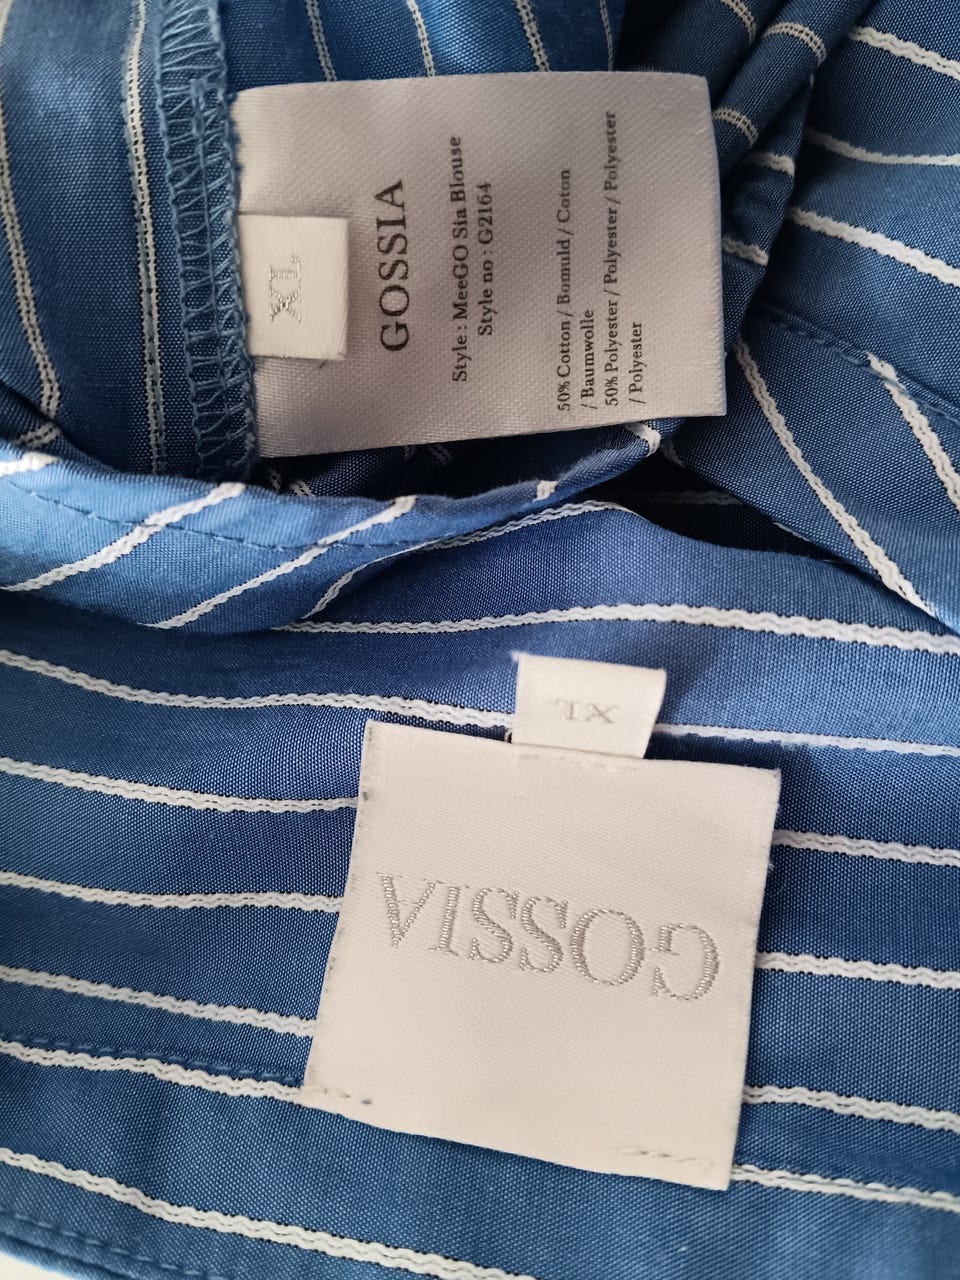 XL
GOSSIA
Style : MeeGO Sia Blouse
Style no : G2164
50% Cotton / Bomuld / Coton
/ Baumwolle
50% Polyester / Polyester / Polyester
/ Polyester
XL
GOSSIA